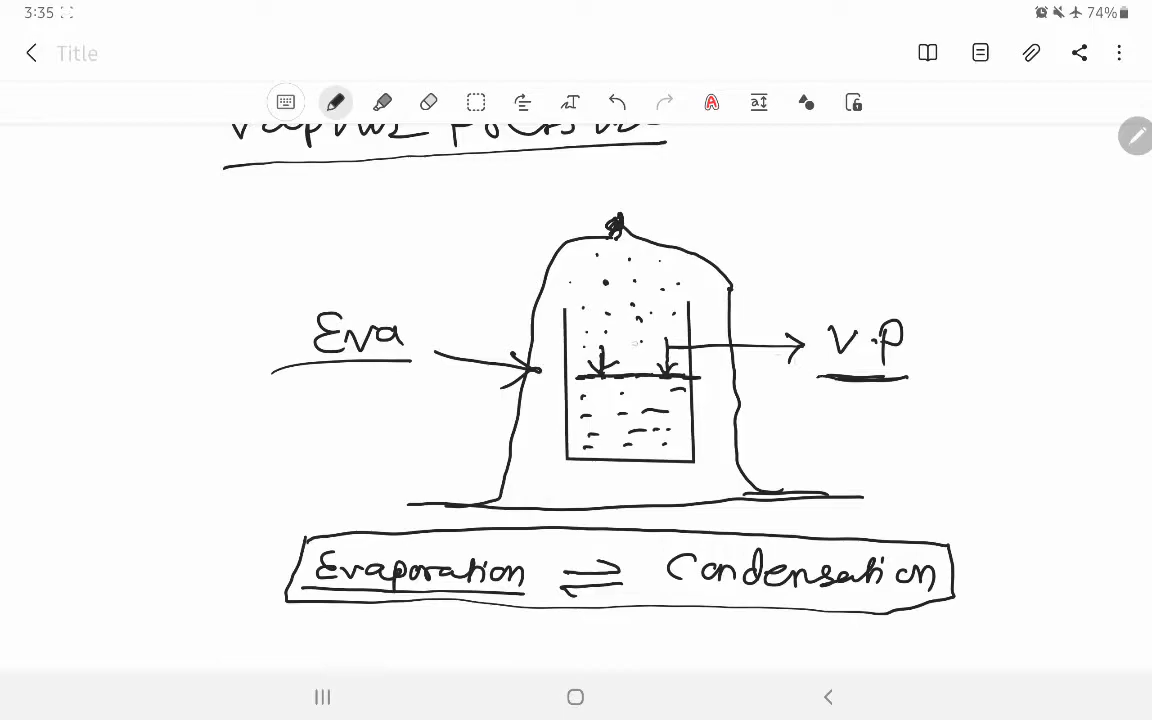 3:35
74%
Title
Eva
V.P
Evaporation ⇌ Condensation